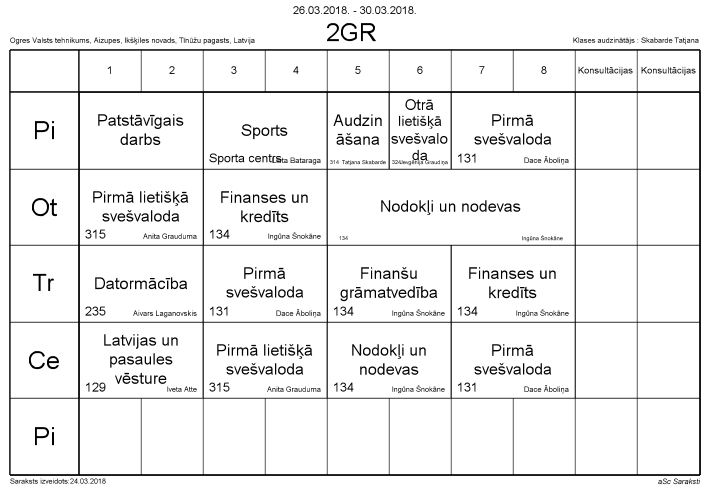 26.03.2018. - 30.03.2018.
Ogres Valsts tehnikums, Aizupes, Ikšķiles novads, Tīnūžu pagasts, Latvija
2GR
Klases audzinātājs : Skabarde Tatjana
1
2
3
4
5
6
7
8
Konsultācijas
Konsultācijas
Pi
Patstāvīgais
darbs
Sports
Sporta centrs
Bataraga
Audzin
āšana
314 Tatjana Skabarde
Otrā
lietišķā
svešvalo
da
324 Jevgēnija Graudiņa
Pirmā
svešvaloda
131
Dace Āboliņa
Ot
Pirmā lietišķā
svešvaloda
315
Anita Grauduma
Finanses un
kredīts
134
Ingūna Šnokāne
Nodokļi un nodevas
134
Ingūna Šnokāne
Tr
Datormācība
235
Aivars Laganovskis
Pirmā
svešvaloda
131
Dace Āboliņa
Finanšu
grāmatvedība
134
Ingūna Šnokāne
Finanses un
kredīts
134
Ingūna Šnokāne
Ce
Latvijas un
pasaules
vēsture
129
Iveta Atte
Pirmā lietišķā
svešvaloda
315
Anita Grauduma
Nodokļi un
nodevas
134
Ingūna Šnokāne
Pirmā
svešvaloda
131
Dace Āboliņa
Pi
Saraksts izveidots:24.03.2018
aSc Saraksti